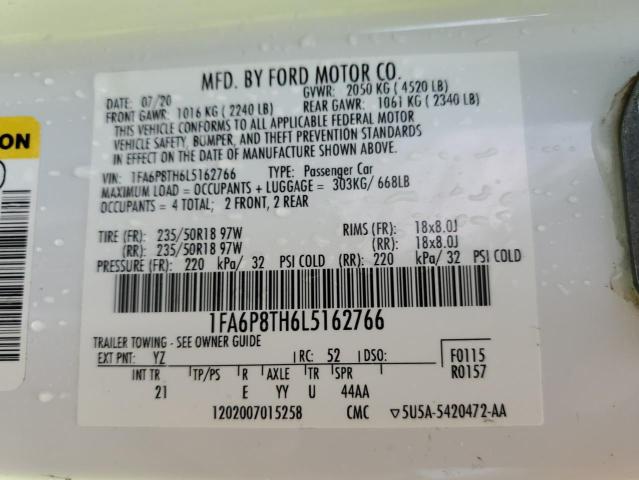 MFD. BY FORD MOTOR CO.
DATE: 07/20 GVWR: 2050 KG ( 4520 LB)
FRONT GAWR: 1016 KG ( 2240 LB) REAR GAWR: 1061 KG ( 2340 LB)
THIS VEHICLE CONFORMS TO ALL APPLICABLE FEDERAL MOTOR
VEHICLE SAFETY, BUMPER, AND THEFT PREVENTION STANDARDS
IN EFFECT ON THE DATE OF MANUFACTURE SHOWN ABOVE.
VIN: 1FA6P8TH6L5162766 TYPE: Passenger Car
MAXIMUM LOAD = OCCUPANTS + LUGGAGE = 303KG/ 668LB
OCCUPANTS = 4 TOTAL; 2 FRONT, 2 REAR
TIRE (FR): 235/50R18 97W RIMS (FR): 18x8.0J
(RR): 235/50R18 97W (RR): 18x8.0J
PRESSURE (FR): 220 kPa/ 32 PSI COLD (RR): 220 kPa/ 32 PSI COLD
1FA6P8TH6L5162766
TRAILER TOWING - SEE OWNER GUIDE
EXT PNT: YZ RC: 52 DSO: F0115
INT TR TP/PS R AXLE TR SPR R0157
21 E YY U 44AA
1202007015258 CMC ▽5U5A-5420472-AA
ION